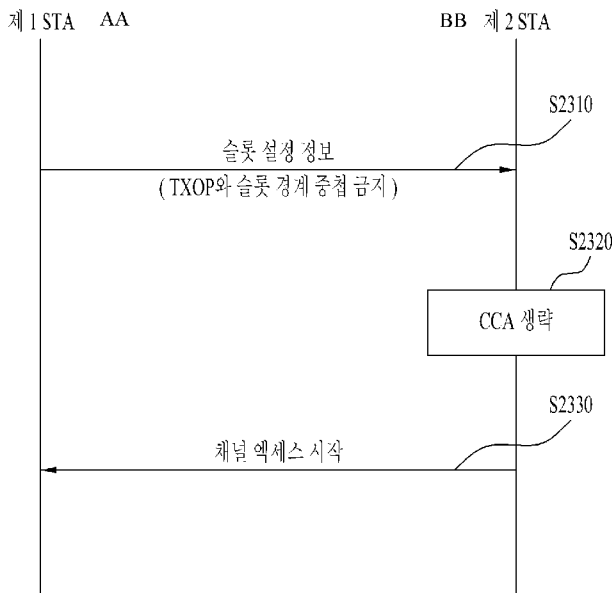 제 1 STA AA BB 제 2 STA
S2310
슬롯 설정 정보
( TXOP와 슬롯 경계 중첩 금지 )
S2320
CCA 생략
S2330
채널 엑세스 시작